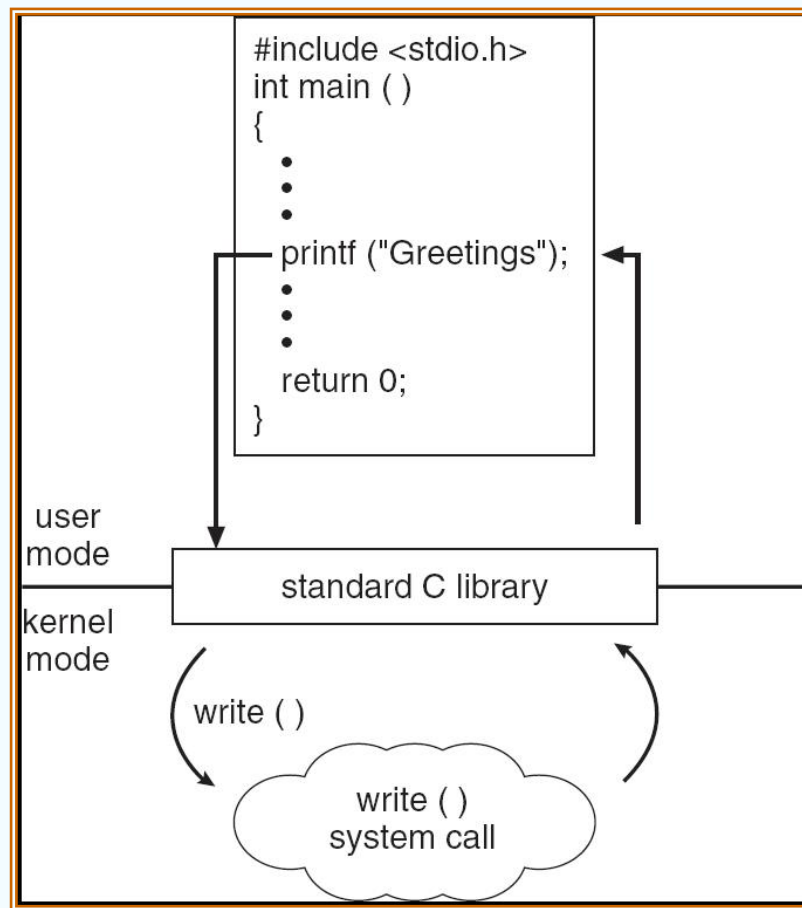 #include <stdio.h>
int main ( )
{
•
•
•
printf ("Greetings");
•
•
•
return 0;
}
user
mode
standard C library
kernel
mode
write ( )
write ( )
system call